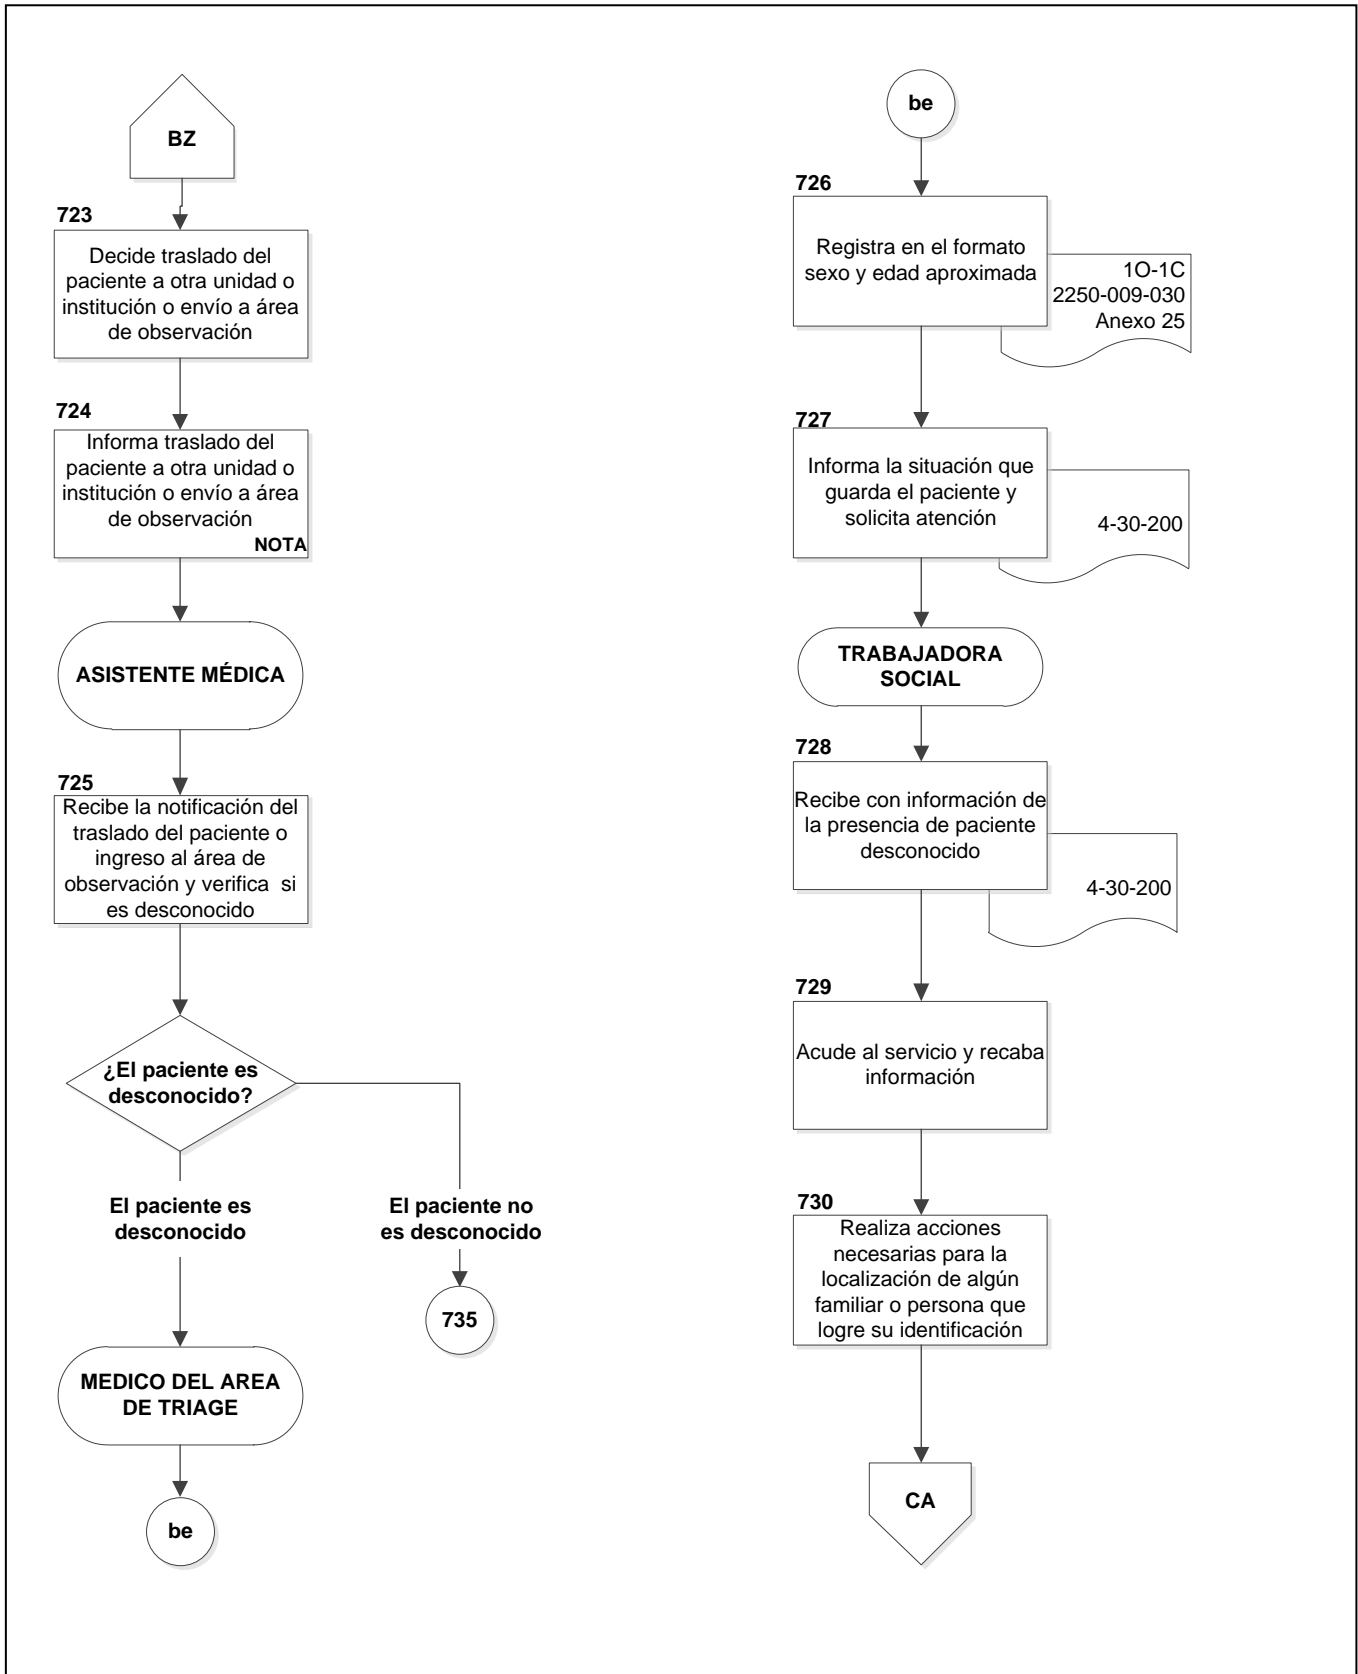 BZ
723
Decide traslado del
paciente a otra unidad o
institución o envío a área
de observación
724
Informa traslado del
paciente a otra unidad o
institución o envío a área
de observación
NOTA
ASISTENTE MÉDICA
725
Recibe la notificación del
traslado del paciente o
ingreso al área de
observación y verifica si
es desconocido
¿El paciente es
desconocido?
El paciente es
desconocido
El paciente no
es desconocido
735
MEDICO DEL AREA
DE TRIAGE
be
be
726
Registra en el formato
sexo y edad aproximada
1O-1C
2250-009-030
Anexo 25
727
Informa la situación que
guarda el paciente y
solicita atención
4-30-200
TRABAJADORA
SOCIAL
728
Recibe con información de
la presencia de paciente
desconocido
4-30-200
729
Acude al servicio y recaba
información
730
Realiza acciones
necesarias para la
localización de algún
familiar o persona que
logre su identificación
CA